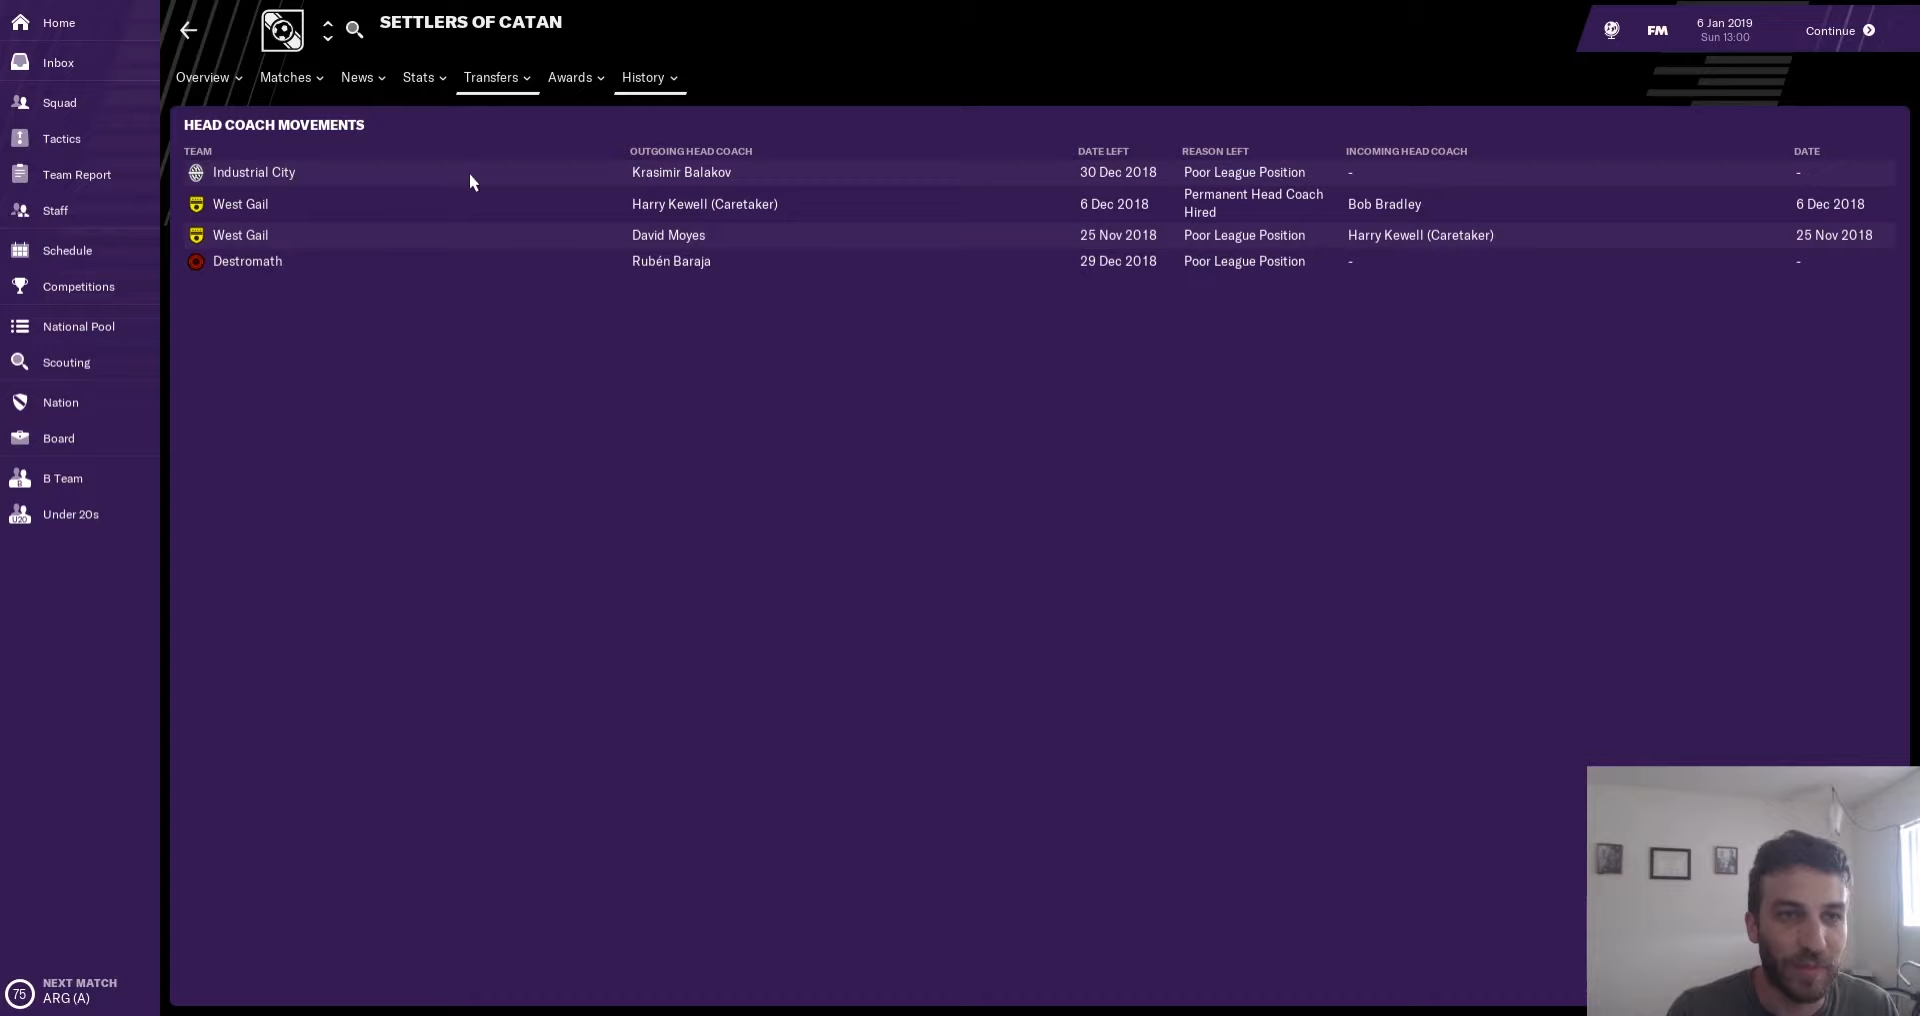 Home
Inbox
Squad
Tactics
Team Report
Staff
Schedule
Competitions
National Pool
Scouting
Nation
Board
B
B Team
U20
Under 20s
75
NEXT MATCH
ARG (A)
SETTLERS OF CATAN
FM
6 Jan 2019
Sun 13:00
Continue
Overview
Matches
News
Stats
Transfers
Awards
History
HEAD COACH MOVEMENTS
TEAM OUTGOING HEAD COACH DATE LEFT REASON LEFT INCOMING HEAD COACH DATE
Industrial City Krasimir Balakov 30 Dec 2018 Poor League Position - -
West Gail Harry Kewell (Caretaker) 6 Dec 2018 Permanent Head Coach Hired Bob Bradley 6 Dec 2018
West Gail David Moyes 25 Nov 2018 Poor League Position Harry Kewell (Caretaker) 25 Nov 2018
Destromath Rubén Baraja 29 Dec 2018 Poor League Position - -